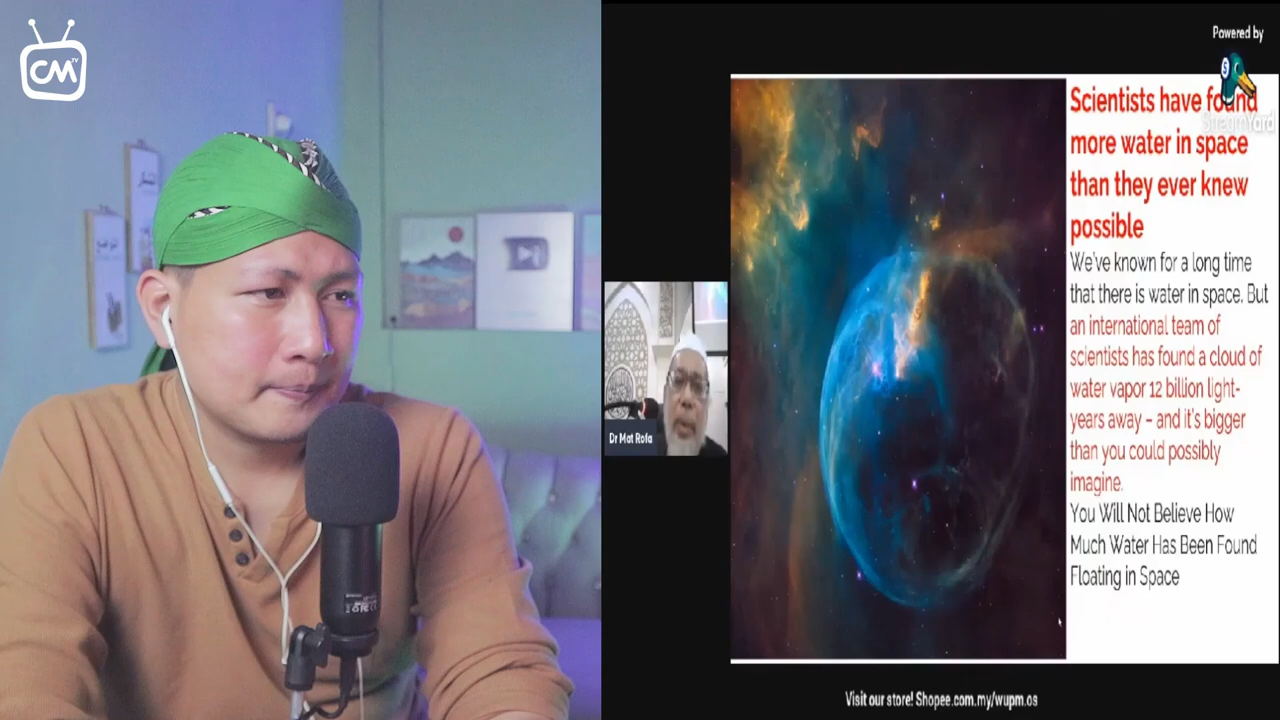 CM
TV
Powered by
StreamYard
Scientists have found
more water in space
than they ever knew
possible
We've known for a long time
that there is water in space. But
an international team of
scientists has found a cloud of
water vapor 12 billion light-
years away – and it's bigger
than you could possibly
imagine.
You Will Not Believe How
Much Water Has Been Found
Floating in Space
Dr Mat Rofa
Visit our store! Shopee.com.my/wupm.os